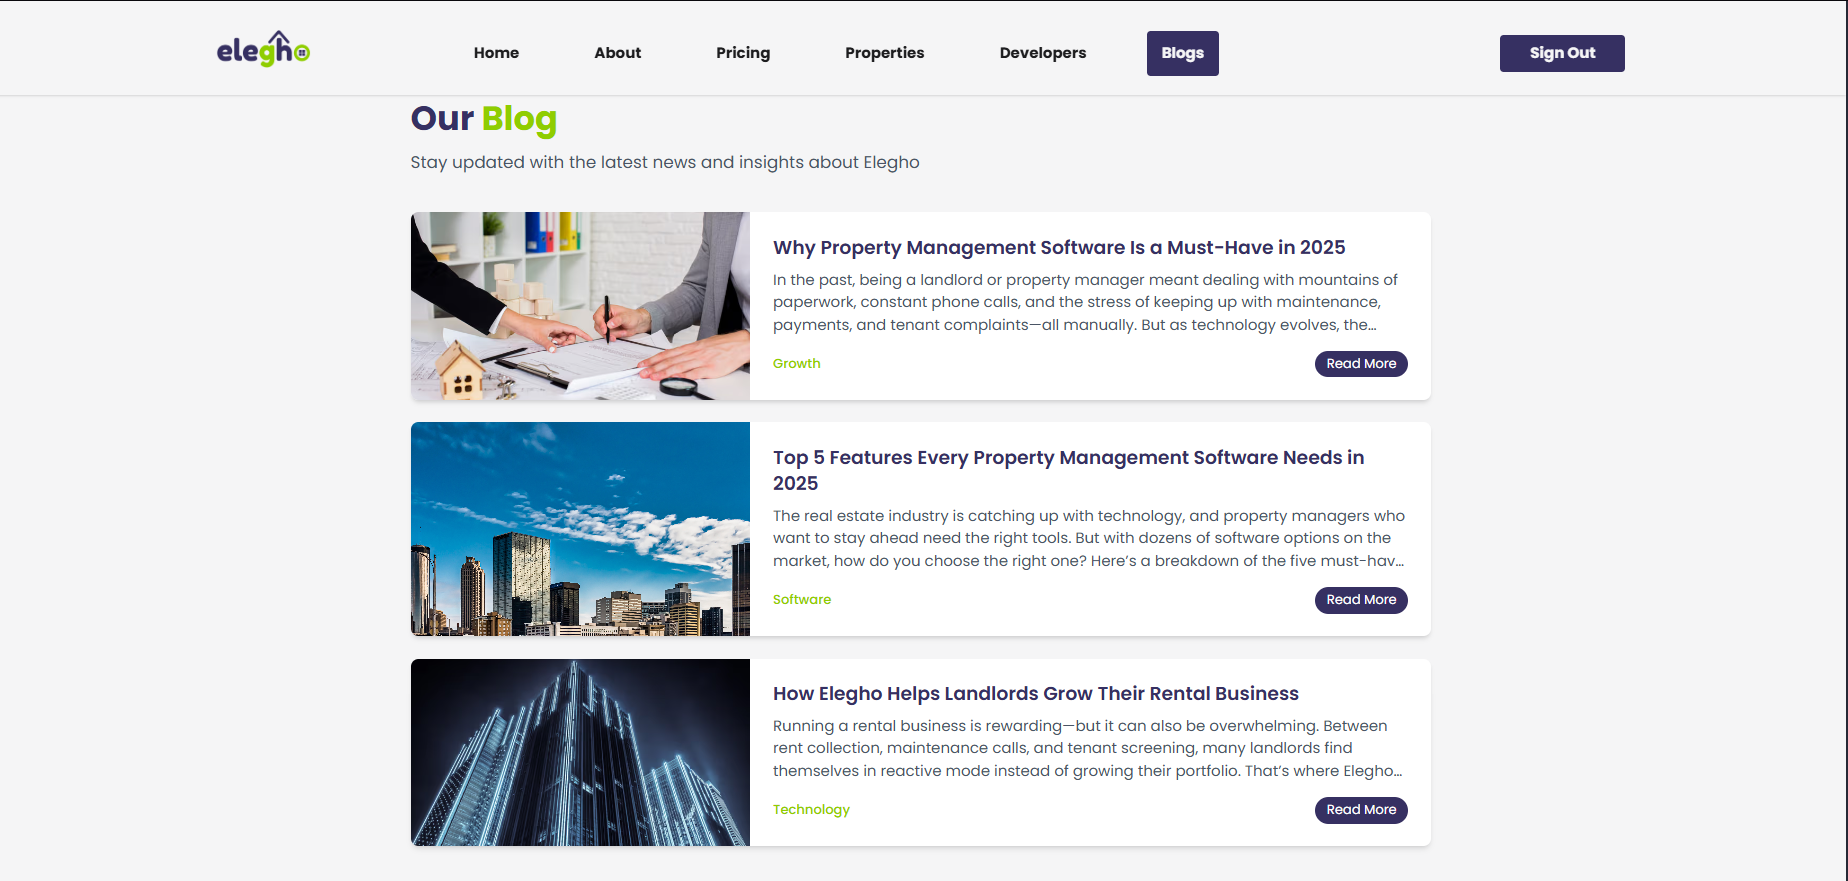 elegho
Home
About
Pricing
Properties
Developers
Blogs
Sign Out
Our Blog
Stay updated with the latest news and insights about Elegho
Why Property Management Software Is a Must-Have in 2025
In the past, being a landlord or property manager meant dealing with mountains of
paperwork, constant phone calls, and the stress of keeping up with maintenance,
payments, and tenant complaints—all manually. But as technology evolves, the...
Growth
Read More
Top 5 Features Every Property Management Software Needs in
2025
The real estate industry is catching up with technology, and property managers who
want to stay ahead need the right tools. But with dozens of software options on the
market, how do you choose the right one? Here’s a breakdown of the five must-hav...
Software
Read More
How Elegho Helps Landlords Grow Their Rental Business
Running a rental business is rewarding—but it can also be overwhelming. Between
rent collection, maintenance calls, and tenant screening, many landlords find
themselves in reactive mode instead of growing their portfolio. That’s where Elegho...
Technology
Read More